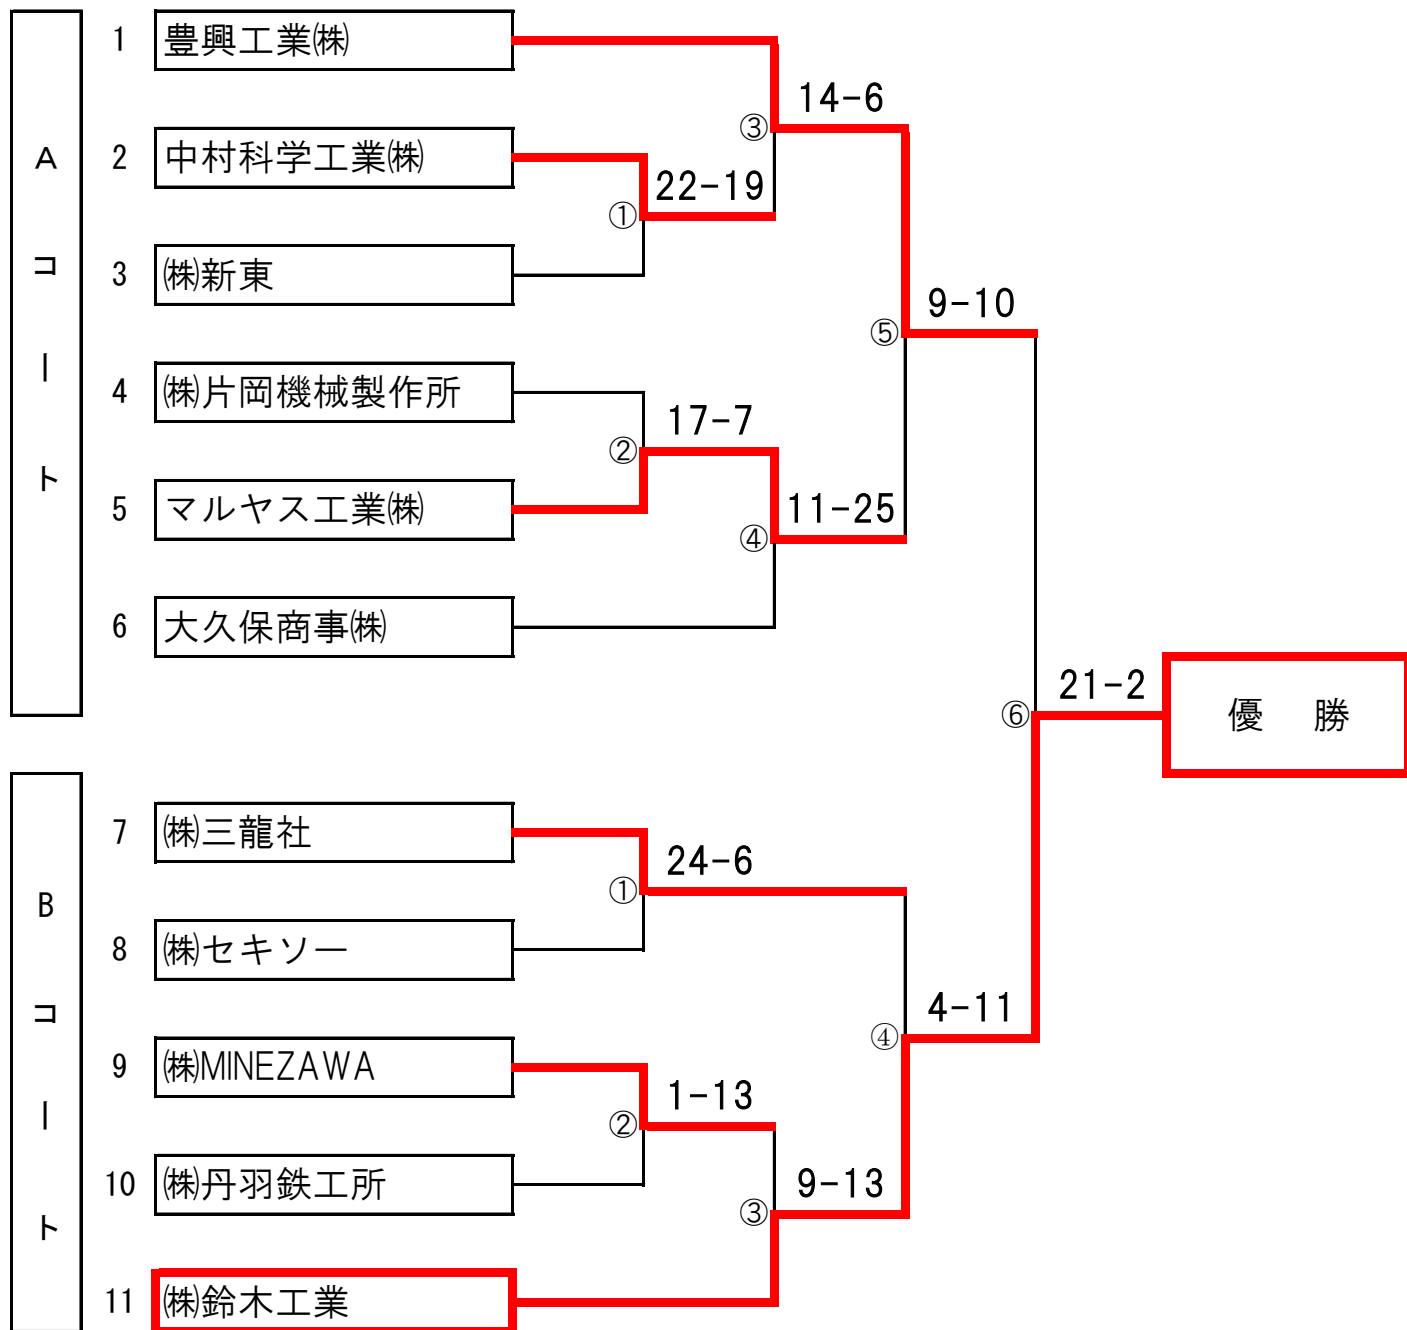 Aコート
1 豊興工業㈱
14-6
③
2 中村科学工業㈱
22-19
①
3 ㈱新東
9-10
⑤
4 ㈱片岡機械製作所
17-7
②
5 マルヤス工業㈱
11-25
④
6 大久保商事㈱
21-2
⑥
優 勝
Bコート
7 ㈱三龍社
24-6
①
8 ㈱セキソー
4-11
④
9 ㈱MINEZAWA
1-13
②
10 ㈱丹羽鉄工所
9-13
③
11 ㈱鈴木工業